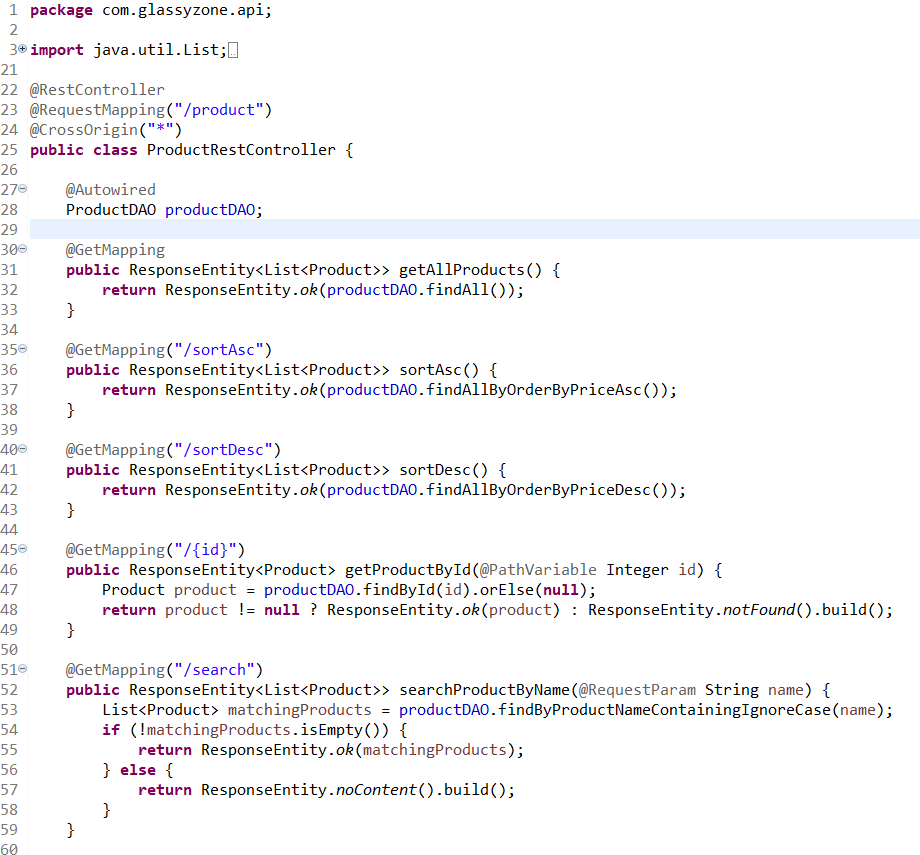 1 package com.glassyzone.api;
2
3 import java.util.List;
21
22 @RestController
23 @RequestMapping("/product")
24 @CrossOrigin("*")
25 public class ProductRestController {
26
27     @Autowired
28     ProductDAO productDAO;
29
30     @GetMapping
31     public ResponseEntity<List<Product>> getAllProducts() {
32         return ResponseEntity.ok(productDAO.findAll());
33     }
34
35     @GetMapping("/sortAsc")
36     public ResponseEntity<List<Product>> sortAsc() {
37         return ResponseEntity.ok(productDAO.findAllByOrderByPriceAsc());
38     }
39
40     @GetMapping("/sortDesc")
41     public ResponseEntity<List<Product>> sortDesc() {
42         return ResponseEntity.ok(productDAO.findAllByOrderByPriceDesc());
43     }
44
45     @GetMapping("/{id}")
46     public ResponseEntity<Product> getProductById(@PathVariable Integer id) {
47         Product product = productDAO.findById(id).orElse(null);
48         return product != null ? ResponseEntity.ok(product) : ResponseEntity.notFound().build();
49     }
50
51     @GetMapping("/search")
52     public ResponseEntity<List<Product>> searchProductByName(@RequestParam String name) {
53         List<Product> matchingProducts = productDAO.findByProductNameContainingIgnoreCase(name);
54         if (!matchingProducts.isEmpty()) {
55             return ResponseEntity.ok(matchingProducts);
56         } else {
57             return ResponseEntity.noContent().build();
58         }
59     }
60